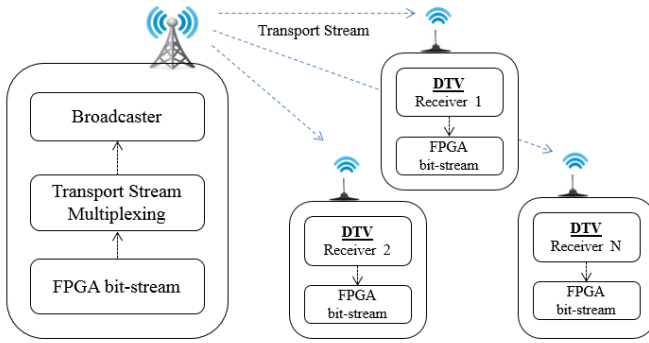 Transport Stream
Broadcaster
Transport Stream
Multiplexing
FPGA bit-stream
DTV
Receiver 1
FPGA
bit-stream
DTV
Receiver 2
FPGA
bit-stream
DTV
Receiver N
FPGA
bit-stream